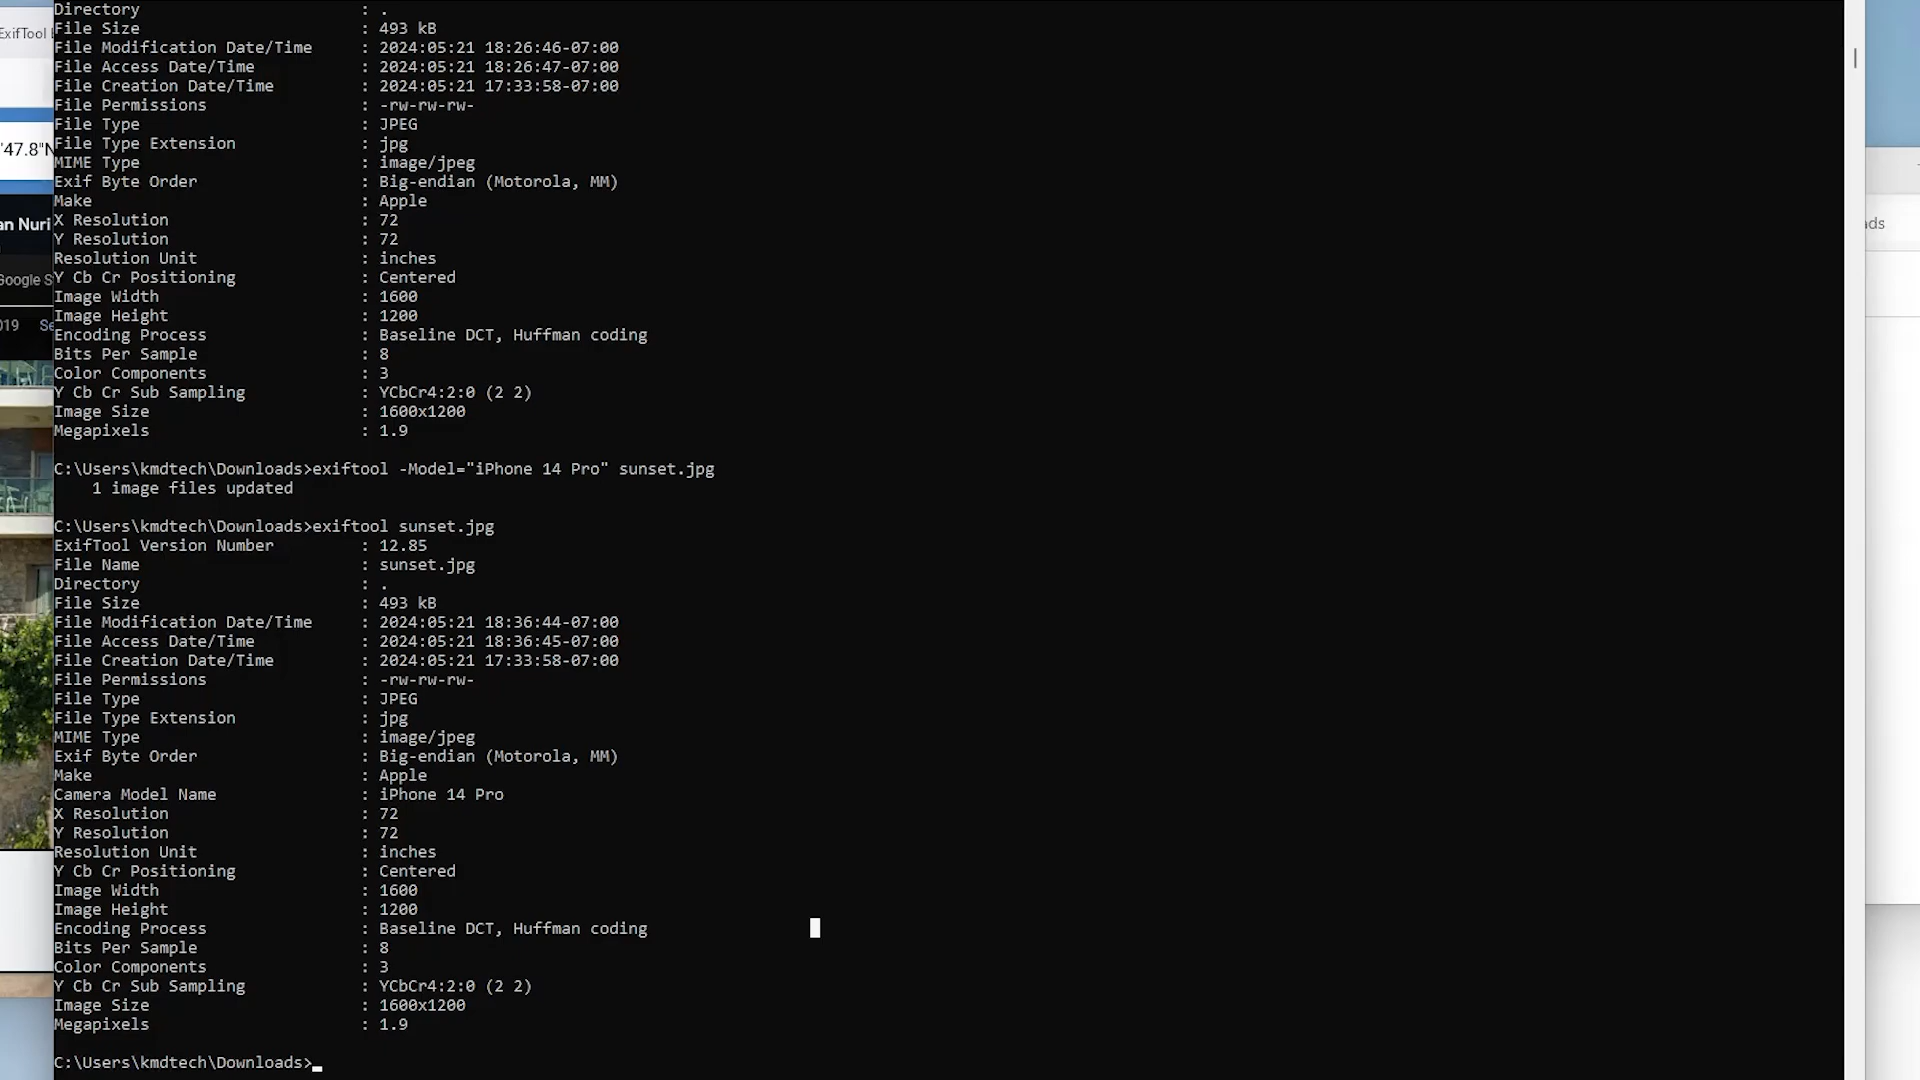 Directory : .
File Size : 493 kB
File Modification Date/Time : 2024:05:21 18:26:46-07:00
File Access Date/Time : 2024:05:21 18:26:47-07:00
File Creation Date/Time : 2024:05:21 17:33:58-07:00
File Permissions : -rw-rw-rw-
File Type : JPEG
File Type Extension : jpg
MIME Type : image/jpeg
Exif Byte Order : Big-endian (Motorola, MM)
Make : Apple
X Resolution : 72
Y Resolution : 72
Resolution Unit : inches
Y Cb Cr Positioning : Centered
Image Width : 1600
Image Height : 1200
Encoding Process : Baseline DCT, Huffman coding
Bits Per Sample : 8
Color Components : 3
Y Cb Cr Sub Sampling : YCbCr4:2:0 (2 2)
Image Size : 1600x1200
Megapixels : 1.9
C:\Users\kmdtech\Downloads>exiftool -Model="iPhone 14 Pro" sunset.jpg
1 image files updated
C:\Users\kmdtech\Downloads>exiftool sunset.jpg
ExifTool Version Number : 12.85
File Name : sunset.jpg
Directory : .
File Size : 493 kB
File Modification Date/Time : 2024:05:21 18:36:44-07:00
File Access Date/Time : 2024:05:21 18:36:45-07:00
File Creation Date/Time : 2024:05:21 17:33:58-07:00
File Permissions : -rw-rw-rw-
File Type : JPEG
File Type Extension : jpg
MIME Type : image/jpeg
Exif Byte Order : Big-endian (Motorola, MM)
Make : Apple
Camera Model Name : iPhone 14 Pro
X Resolution : 72
Y Resolution : 72
Resolution Unit : inches
Y Cb Cr Positioning : Centered
Image Width : 1600
Image Height : 1200
Encoding Process : Baseline DCT, Huffman coding
Bits Per Sample : 8
Color Components : 3
Y Cb Cr Sub Sampling : YCbCr4:2:0 (2 2)
Image Size : 1600x1200
Megapixels : 1.9
C:\Users\kmdtech\Downloads>
ExifTool
'47.8"N
an Nuri
Google S
019 Se
ads